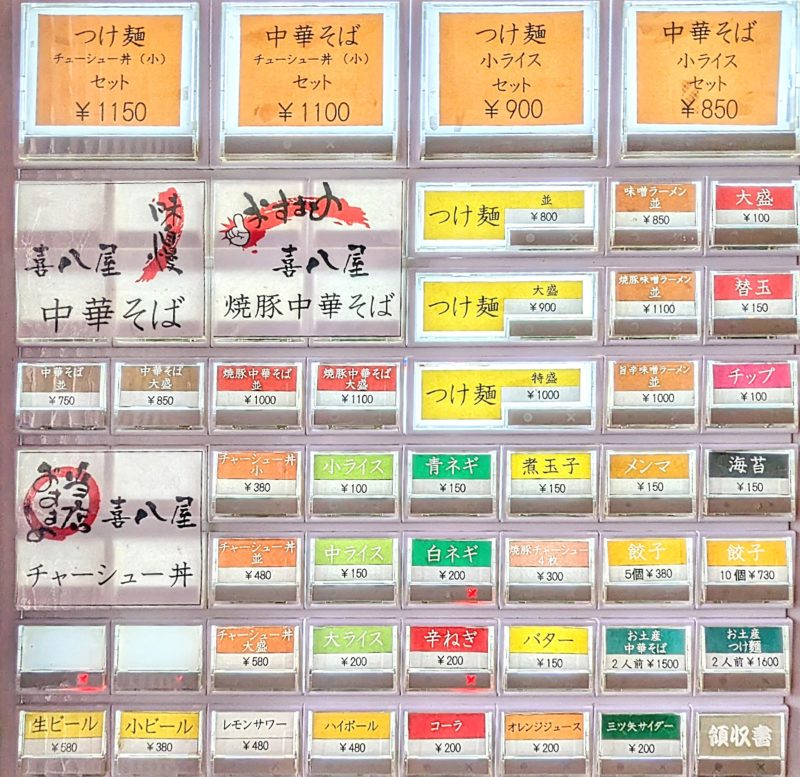 つけ麺
チューシュー丼（小）
セット
￥1150
中華そば
チューシュー丼（小）
セット
￥1100
つけ麺
小ライス
セット
￥900
中華そば
小ライス
セット
￥850
味自慢
喜八屋
中華そば
おすすめ
喜八屋
焼豚中華そば
つけ麺
並
￥800
味噌ラーメン
並
￥850
大盛
￥100
つけ麺
大盛
￥900
焼豚味噌ラーメン
並
￥1100
替玉
￥150
中華そば
並
￥750
中華そば
大盛
￥850
焼豚中華そば
並
￥1000
焼豚中華そば
大盛
￥1100
つけ麺
特盛
￥1000
旨辛味噌ラーメン
並
￥1000
チップ
￥100
当店
おすすめ
喜八屋
チャーシュー丼
チャーシュー丼
小
￥380
小ライス
￥100
青ネギ
￥150
煮玉子
￥150
メンマ
￥150
海苔
￥150
チャーシュー丼
並
￥480
中ライス
￥150
白ネギ
￥200
焼豚チャーシュー
4枚
￥300
餃子
5個￥380
餃子
10個￥730
チャーシュー丼
大盛
￥580
大ライス
￥200
辛ねぎ
￥200
バター
￥150
お土産
中華そば
2人前￥1500
お土産
つけ麺
2人前￥1600
生ビール
￥580
小ビール
￥380
レモンサワー
￥480
ハイボール
￥480
コーラ
￥200
オレンジジュース
￥200
三ツ矢サイダー
￥200
領収書